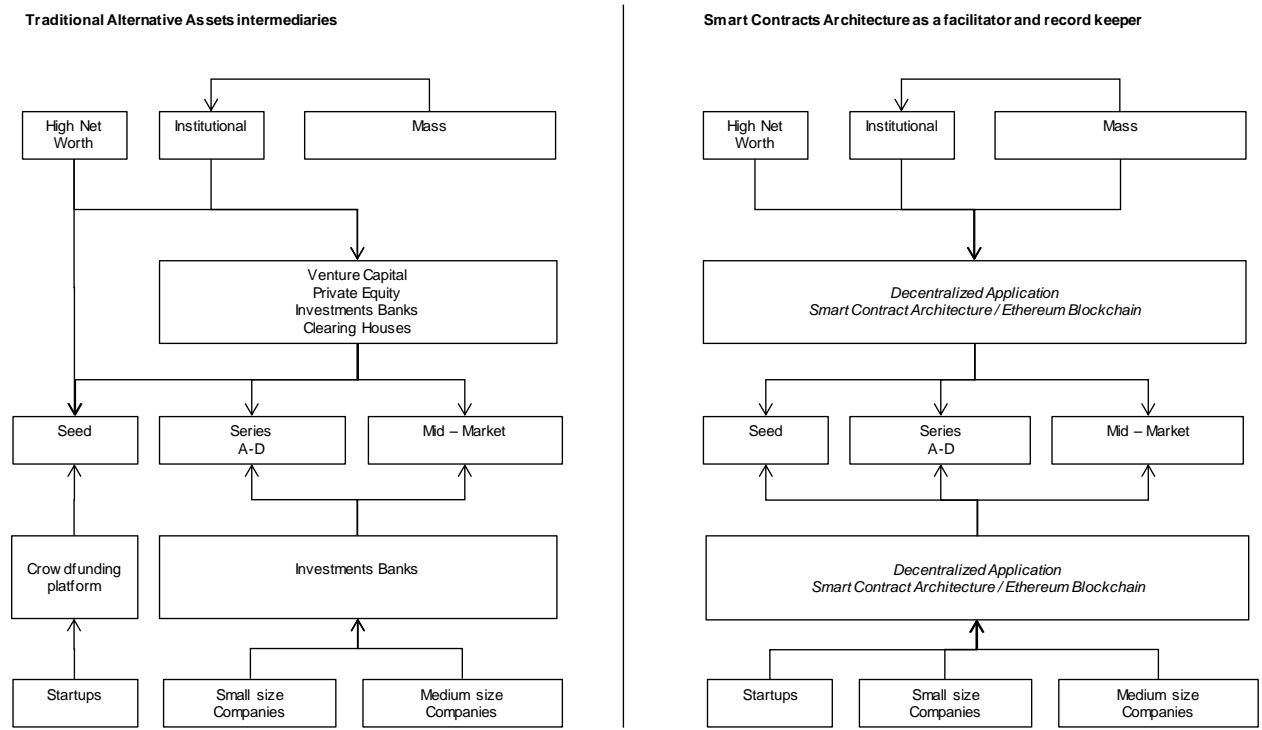 Traditional Alternative Assets intermediaries
High Net
Worth
Institutional
Mass
Venture Capital
Private Equity
Investments Banks
Clearing Houses
Seed
Series
A-D
Mid – Market
Crowdfunding
platform
Investments Banks
Startups
Small size
Companies
Medium size
Companies
Smart Contracts Architecture as a facilitator and record keeper
High Net
Worth
Institutional
Mass
Decentralized Application
Smart Contract Architecture / Ethereum Blockchain
Seed
Series
A-D
Mid – Market
Decentralized Application
Smart Contract Architecture / Ethereum Blockchain
Startups
Small size
Companies
Medium size
Companies